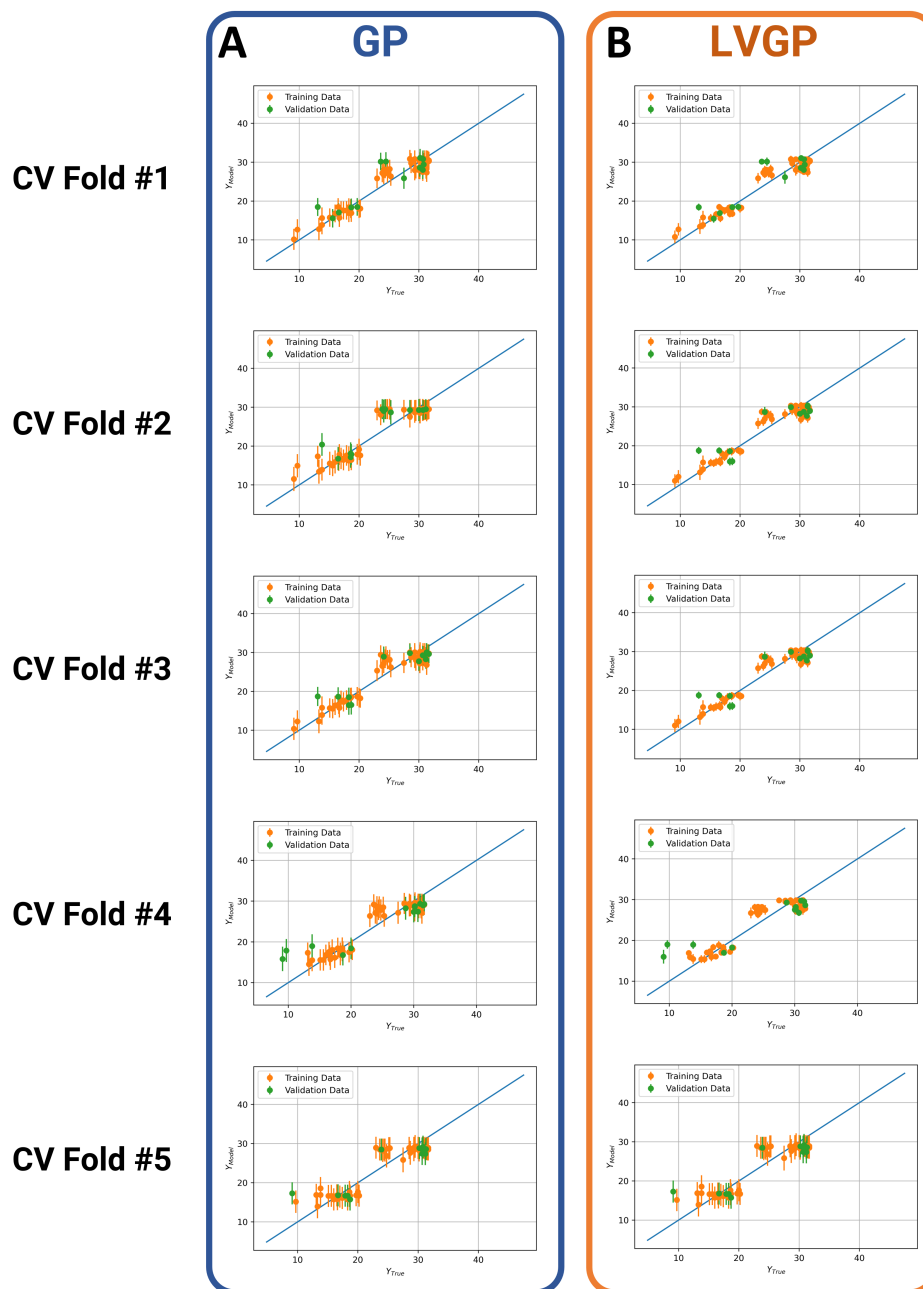 A GP
B LVGP
CV Fold #1
Training Data
Validation Data
40
30
20
10
Y_Model
10 20 30 40
Y_True
Training Data
Validation Data
40
30
20
10
Y_Model
10 20 30 40
Y_True
CV Fold #2
Training Data
Validation Data
40
30
20
10
Y_Model
10 20 30 40
Y_True
Training Data
Validation Data
40
30
20
10
Y_Model
10 20 30 40
Y_True
CV Fold #3
Training Data
Validation Data
40
30
20
10
Y_Model
10 20 30 40
Y_True
Training Data
Validation Data
40
30
20
10
Y_Model
10 20 30 40
Y_True
CV Fold #4
Training Data
Validation Data
40
30
20
10
Y_Model
10 20 30 40
Y_True
Training Data
Validation Data
40
30
20
10
Y_Model
10 20 30 40
Y_True
CV Fold #5
Training Data
Validation Data
40
30
20
10
Y_Model
10 20 30 40
Y_True
Training Data
Validation Data
40
30
20
10
Y_Model
10 20 30 40
Y_True